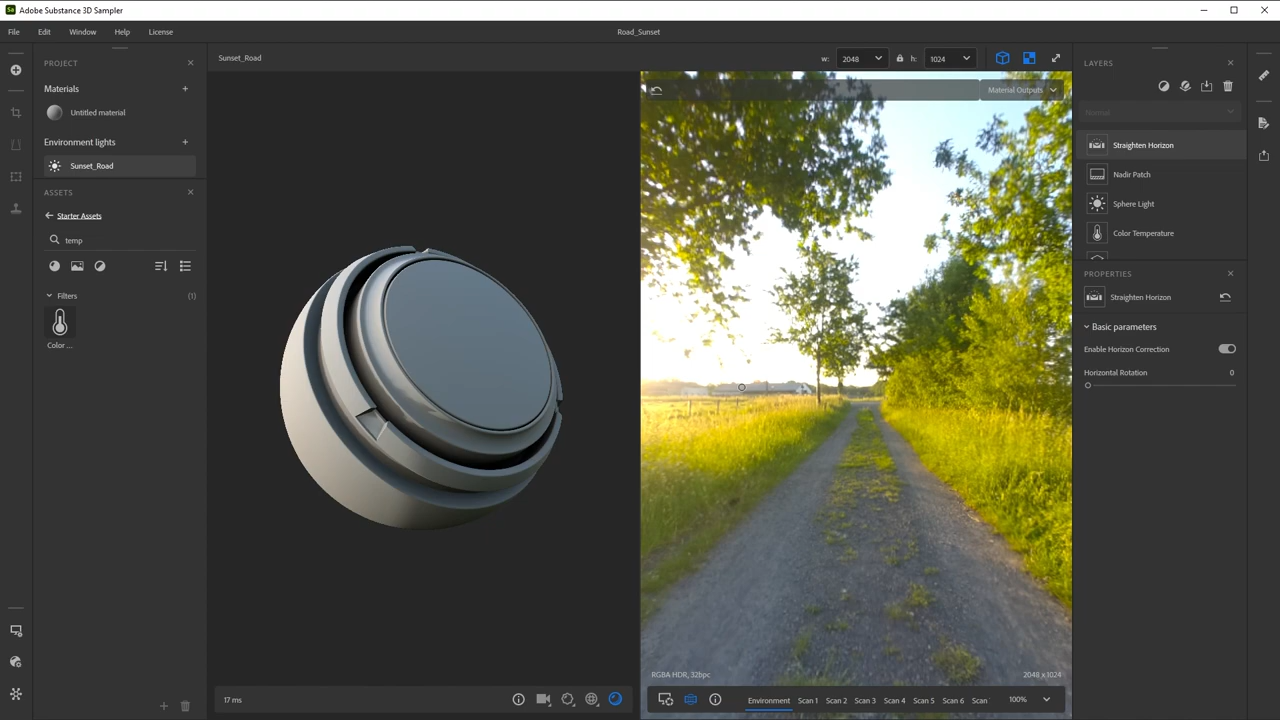 Sa Adobe Substance 3D Sampler
File Edit Window Help License Road_Sunset
PROJECT
Materials
Untitled material
Environment lights
Sunset_Road
ASSETS
Starter Assets
temp
Filters (1)
Color ...
Sunset_Road w: 2048 h: 1024
Material Outputs
RGBA HDR, 32bpc 2048 x 1024
17 ms
Environment Scan 1 Scan 2 Scan 3 Scan 4 Scan 5 Scan 6 Scan 100%
LAYERS
Normal
Straighten Horizon
Nadir Patch
Sphere Light
Color Temperature
PROPERTIES
Straighten Horizon
Basic parameters
Enable Horizon Correction
Horizontal Rotation 0